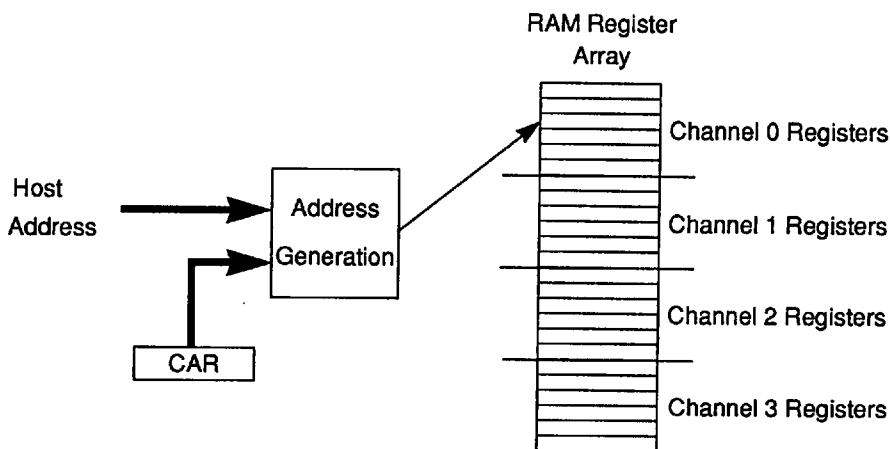 RAM Register
Array
Channel 0 Registers
Host
Address
Address
Generation
Channel 1 Registers
CAR
Channel 2 Registers
Channel 3 Registers